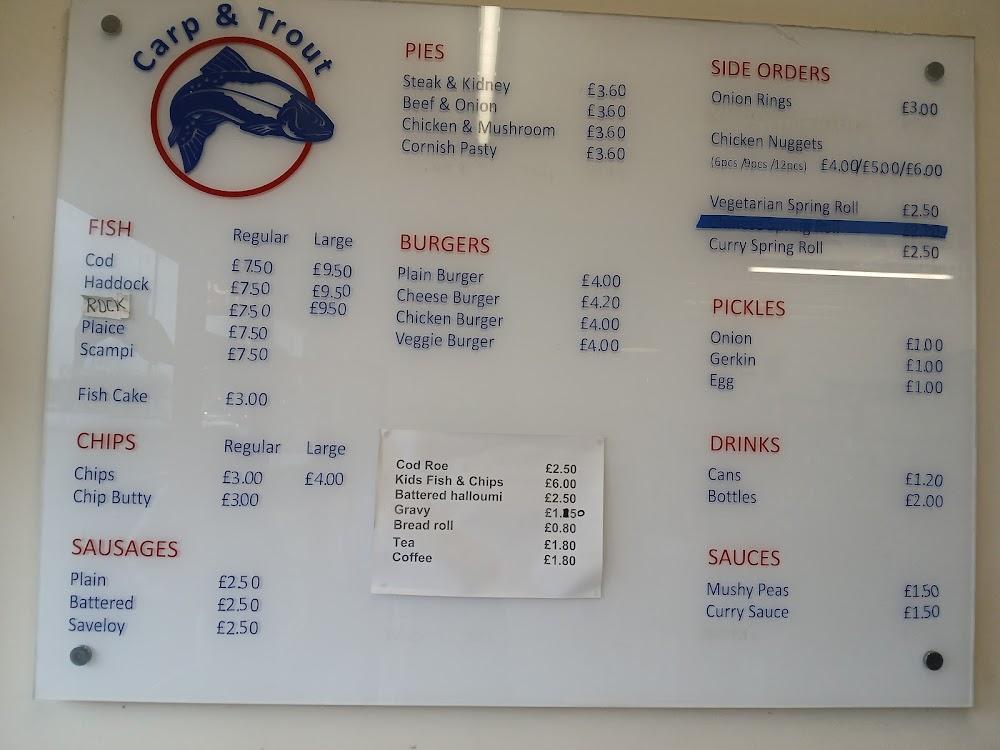 Carp & Trout
FISH
Regular Large
Cod £7.50 £9.50
Haddock £7.50 £9.50
ROCK £7.50 £9.50
Plaice £7.50
Scampi £7.50
Fish Cake £3.00
CHIPS Regular Large
Chips £3.00 £4.00
Chip Butty £3.00
SAUSAGES
Plain £2.50
Battered £2.50
Saveloy £2.50
PIES
Steak & Kidney £3.60
Beef & Onion £3.60
Chicken & Mushroom £3.60
Cornish Pasty £3.60
BURGERS
Plain Burger £4.00
Cheese Burger £4.20
Chicken Burger £4.00
Veggie Burger £4.00
Cod Roe £2.50
Kids Fish & Chips £6.00
Battered halloumi £2.50
Gravy £1.50
Bread roll £0.80
Tea £1.80
Coffee £1.80
SIDE ORDERS
Onion Rings £3.00
Chicken Nuggets
(6pcs /9pcs /12pcs) £4.00/£5.00/£6.00
Vegetarian Spring Roll £2.50
Curry Spring Roll £2.50
PICKLES
Onion £1.00
Gerkin £1.00
Egg £1.00
DRINKS
Cans £1.20
Bottles £2.00
SAUCES
Mushy Peas £1.50
Curry Sauce £1.50